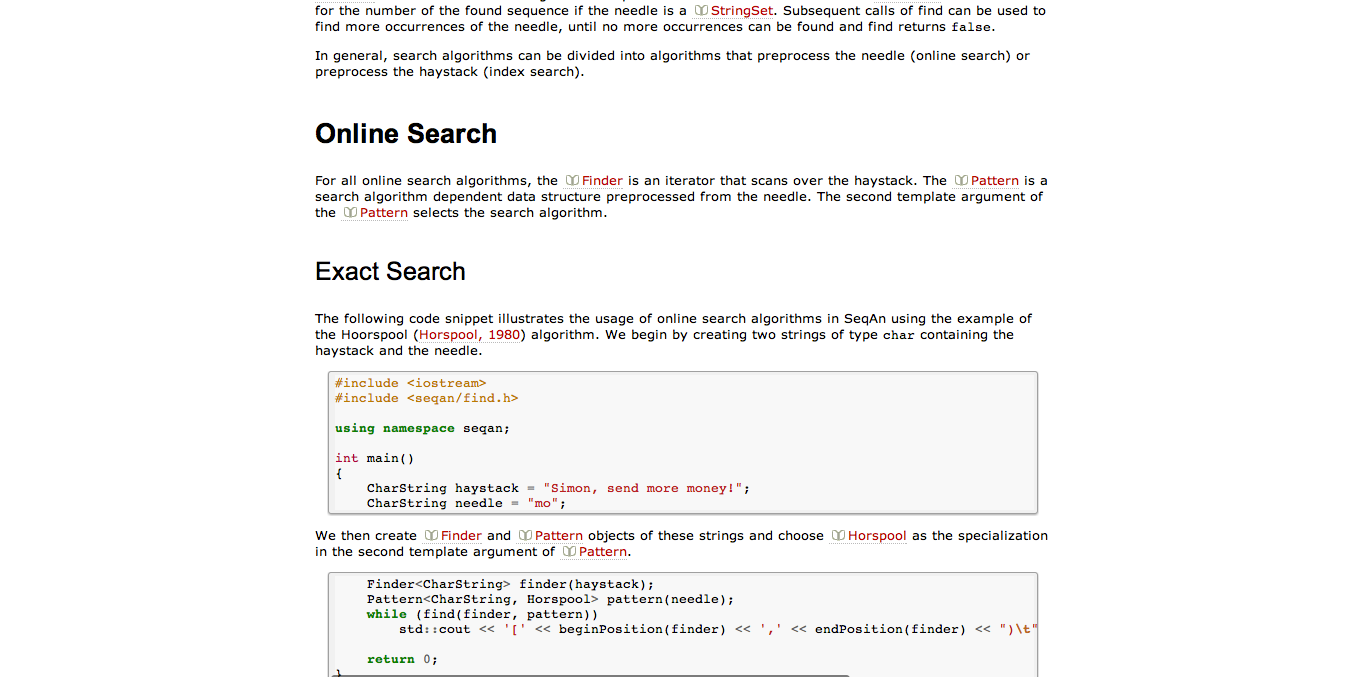 for the number of the found sequence if the needle is a StringSet. Subsequent calls of find can be used to
find more occurrences of the needle, until no more occurrences can be found and find returns false.
In general, search algorithms can be divided into algorithms that preprocess the needle (online search) or
preprocess the haystack (index search).
Online Search
For all online search algorithms, the Finder is an iterator that scans over the haystack. The Pattern is a
search algorithm dependent data structure preprocessed from the needle. The second template argument of
the Pattern selects the search algorithm.
Exact Search
The following code snippet illustrates the usage of online search algorithms in SeqAn using the example of
the Hoorspool (Horspool, 1980) algorithm. We begin by creating two strings of type char containing the
haystack and the needle.
#include <iostream>
#include <seqan/find.h>
using namespace seqan;
int main()
{
CharString haystack = "Simon, send more money!";
CharString needle = "mo";
We then create Finder and Pattern objects of these strings and choose Horspool as the specialization
in the second template argument of Pattern.
Finder<CharString> finder(haystack);
Pattern<CharString, Horspool> pattern(needle);
while (find(finder, pattern))
std::cout << '[' << beginPosition(finder) << ',' << endPosition(finder) << ")\t"
return 0;
}